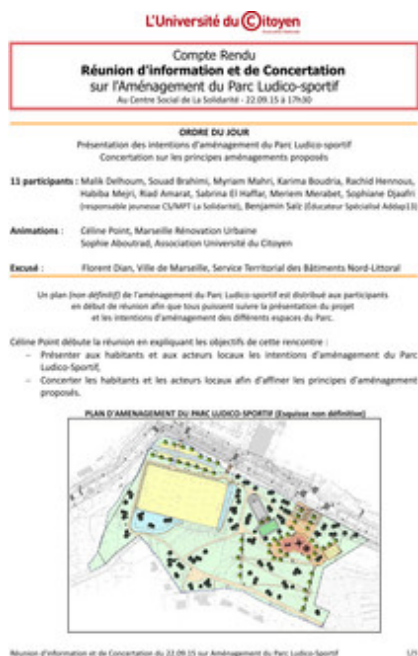 L'Université du Citoyen
Compte Rendu
Réunion d'information et de Concertation
sur l'Aménagement du Parc Ludico-sportif
Au Centre Social de La Solidarité - 22.09.15 à 17h30
ORDRE DU JOUR
Présentation des intentions d'aménagement du Parc Ludico-sportif
Concertation sur les principes aménagements proposés
11 participants : Malik Delhoum, Souad Brahimi, Myriam Mahri, Karima Boudria, Rachid Hennous,
Habiba Mejri, Riad Amarat, Sabrina El Haffar, Meriem Merabet, Sophiane Djaafri
(responsable jeunesse CS/MPT La Solidarité), Benjamin Saïz (Éducateur Spécialisé Addap13)
Animations : Céline Point, Marseille Rénovation Urbaine
Sophie Aboutrad, Association Université du Citoyen
Excusé : Florent Dian, Ville de Marseille, Service Territorial des Bâtiments Nord-Littoral
Un plan (non définitif) de l'aménagement du Parc Ludico-sportif est distribué aux participants
en début de réunion afin que tous puissent suivre la présentation du projet
et les intentions d'aménagement des différents espaces du Parc.
Céline Point débute la réunion en expliquant les objectifs de cette rencontre :
– Présenter aux habitants et aux acteurs locaux les intentions d'aménagement du Parc
Ludico-Sportif,
– Concerter les habitants et les acteurs locaux afin d'affiner les principes d'aménagement
proposés.
PLAN D'AMENAGEMENT DU PARC LUDICO-SPORTIF (Esquisse non définitive)
Réunion d'information et de Concertation du 22.09.15 sur Aménagement du Parc Ludico-Sportif